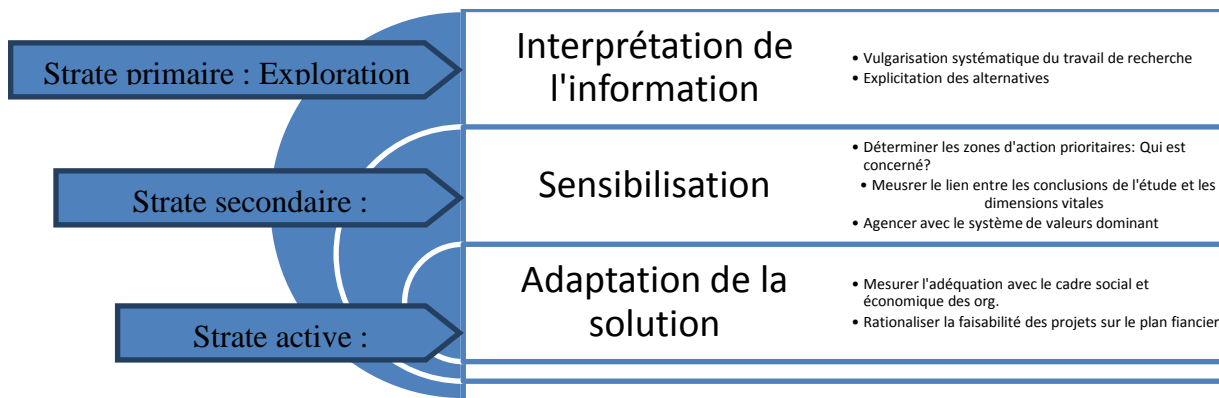 Strate primaire : Exploration
Interprétation de
l'information
• Vulgarisation systématique du travail de recherche
• Explicitation des alternatives
Strate secondaire :
Sensibilisation
• Déterminer les zones d'action prioritaires: Qui est
concerné?
• Meusrer le lien entre les conclusions de l'étude et les
dimensions vitales
• Agencer avec le système de valeurs dominant
Strate active :
Adaptation de la
solution
• Mesurer l'adéquation avec le cadre social et
économique des org.
• Rationaliser la faisabilité des projets sur le plan fiancier